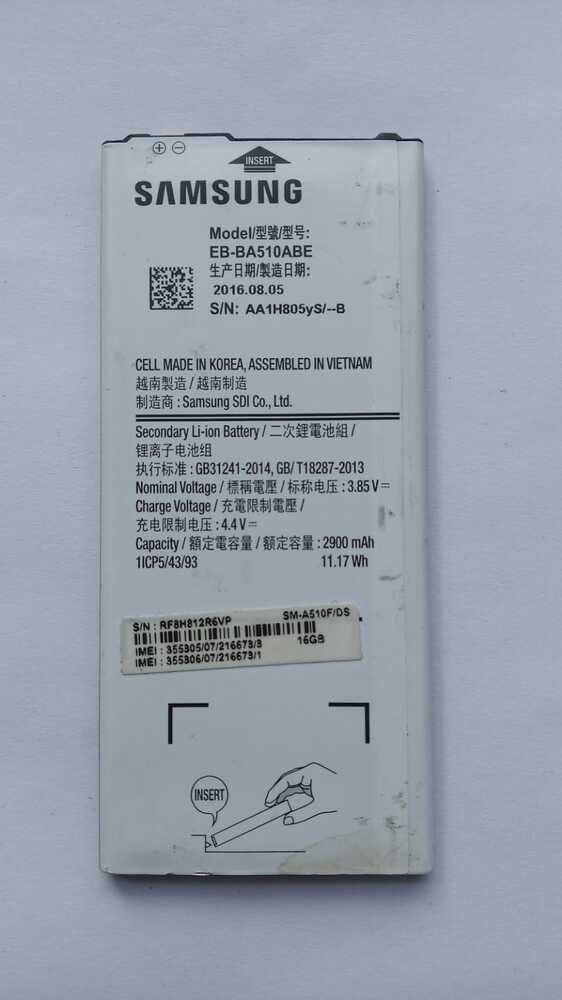 ⊕ ⊖
INSERT
SAMSUNG
Model/型號/型号:
EB-BA510ABE
生产日期/製造日期:
2016.08.05
S/N: AA1H805yS/--B
CELL MADE IN KOREA, ASSEMBLED IN VIETNAM
越南製造 / 越南制造
制造商 : Samsung SDI Co., Ltd.
Secondary Li-ion Battery / 二次鋰電池組 /
锂离子电池组
执行标准 : GB31241-2014, GB/ T18287-2013
Nominal Voltage / 標稱電壓 / 标称电压 : 3.85V⎓
Charge Voltage / 充電限制電壓 /
充电限制电压 : 4.4V⎓
Capacity / 額定電容量 / 额定容量 : 2900 mAh
1ICP5/43/93 11.17 Wh
S/N : RF8H812R6VP SM-A510F/DS
IMEI : 355305/07/216673/3 16GB
IMEI : 355306/07/216673/1
INSERT